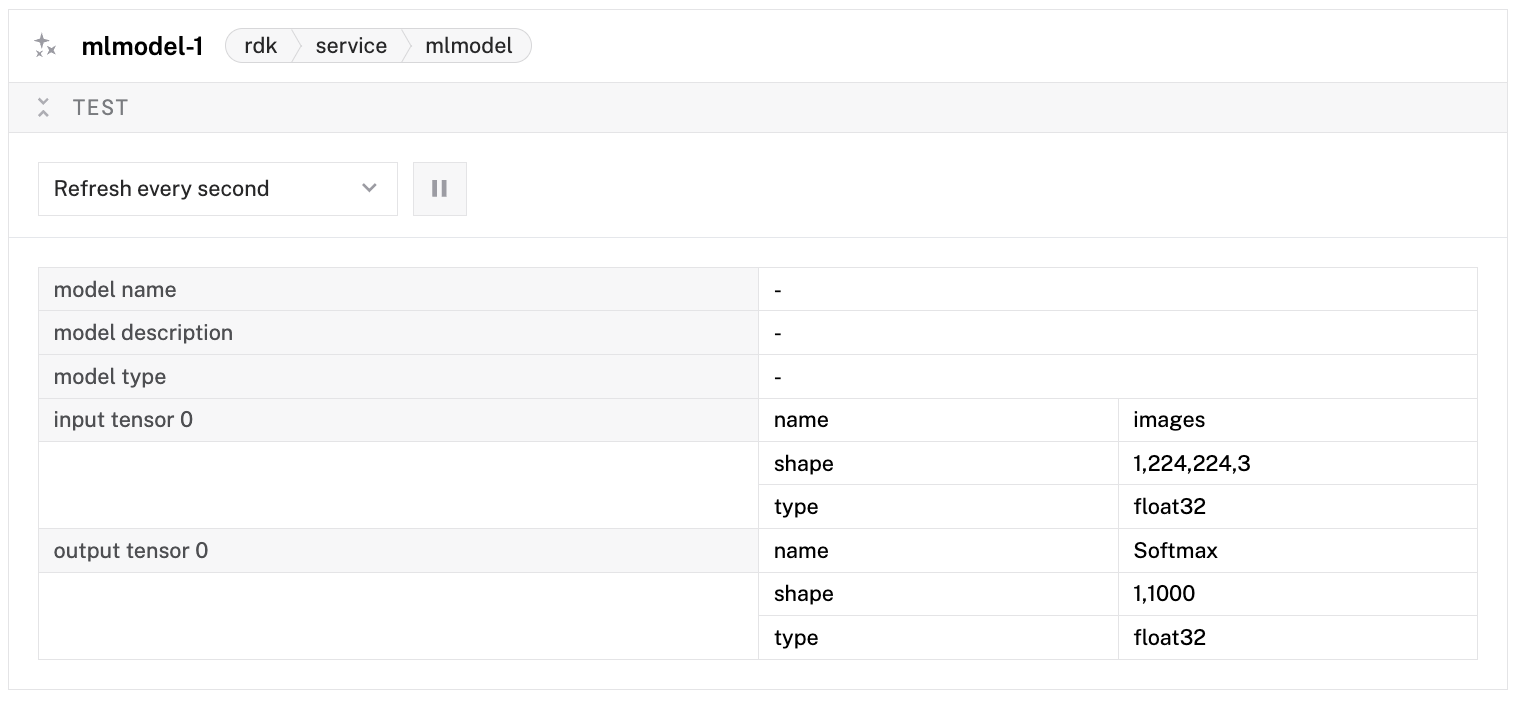 mlmodel-1 rdk service mlmodel
TEST
Refresh every second
model name -
model description -
model type -
input tensor 0 name images
shape 1,224,224,3
type float32
output tensor 0 name Softmax
shape 1,1000
type float32